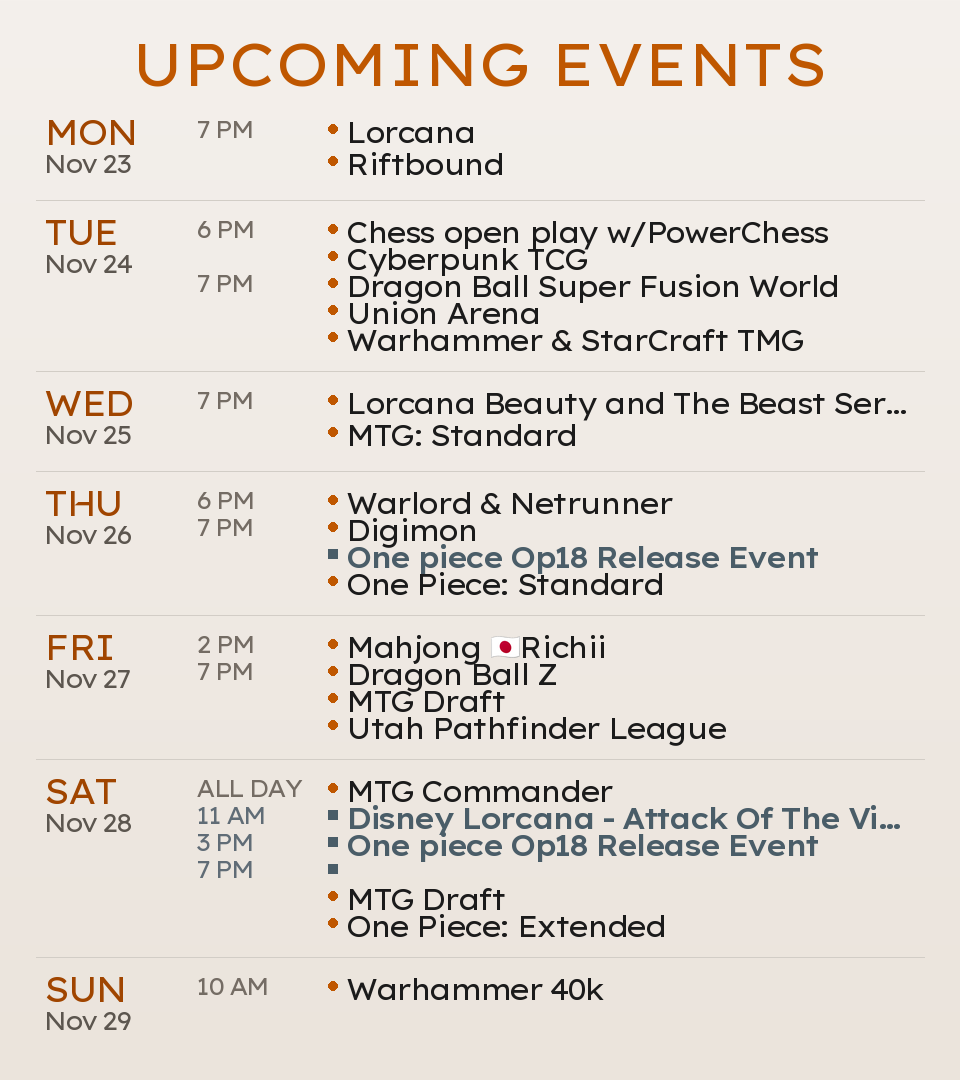 UPCOMING EVENTS
MON
Nov 23
7 PM
Lorcana
Riftbound
TUE
Nov 24
6 PM
Chess open play w/PowerChess
Cyberpunk TCG
7 PM
Dragon Ball Super Fusion World
Union Arena
Warhammer & StarCraft TMG
WED
Nov 25
7 PM
Lorcana Beauty and The Beast Ser...
MTG: Standard
THU
Nov 26
6 PM
Warlord & Netrunner
7 PM
Digimon
One piece Op18 Release Event
One Piece: Standard
FRI
Nov 27
2 PM
Mahjong 🇯🇵Richii
7 PM
Dragon Ball Z
MTG Draft
Utah Pathfinder League
SAT
Nov 28
ALL DAY
MTG Commander
11 AM
Disney Lorcana - Attack Of The Vi...
3 PM
One piece Op18 Release Event
7 PM
MTG Draft
One Piece: Extended
SUN
Nov 29
10 AM
Warhammer 40k